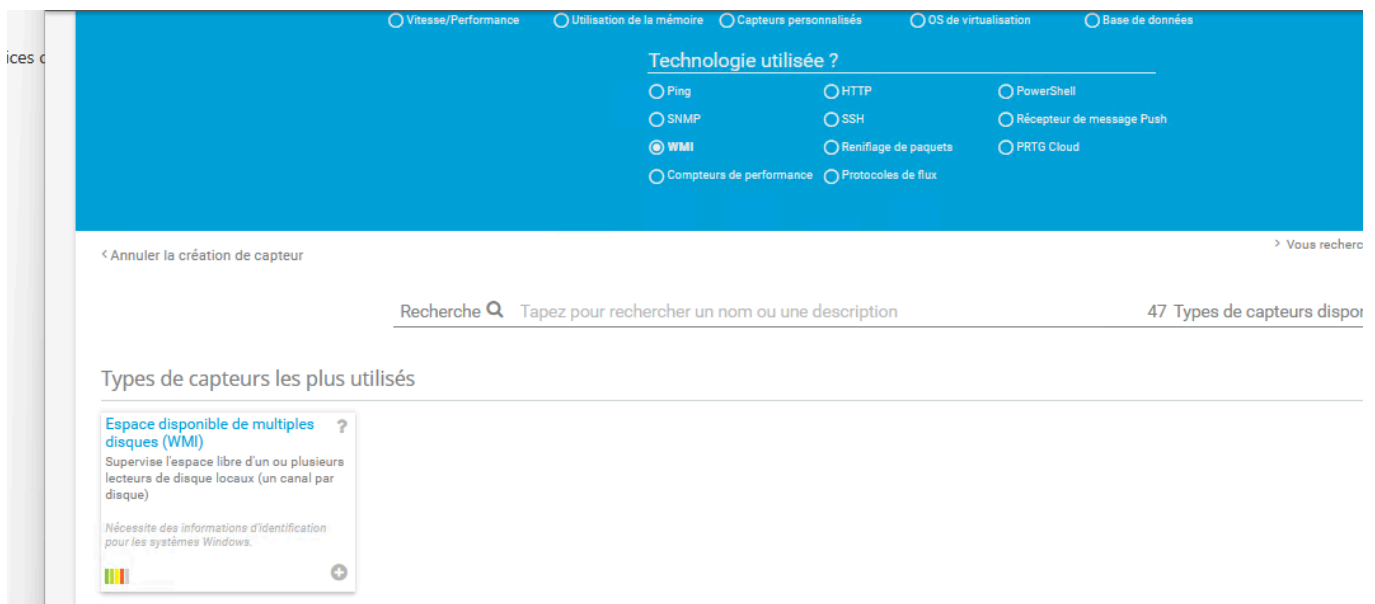 Vitesse/Performance Utilisation de la mémoire Capteurs personnalisés OS de virtualisation Base de données
ices
Technologie utilisée ?
Ping HTTP PowerShell
SNMP SSH Récepteur de message Push
WMI Reniflage de paquets PRTG Cloud
Compteurs de performance Protocoles de flux
< Annuler la création de capteur
> Vous recherc
Recherche Tapez pour rechercher un nom ou une description 47 Types de capteurs dispor
Types de capteurs les plus utilisés
Espace disponible de multiples ?
disques (WMI)
Supervise l'espace libre d'un ou plusieurs
lecteurs de disque locaux (un canal par
disque)
Nécessite des informations d'identification
pour les systèmes Windows.